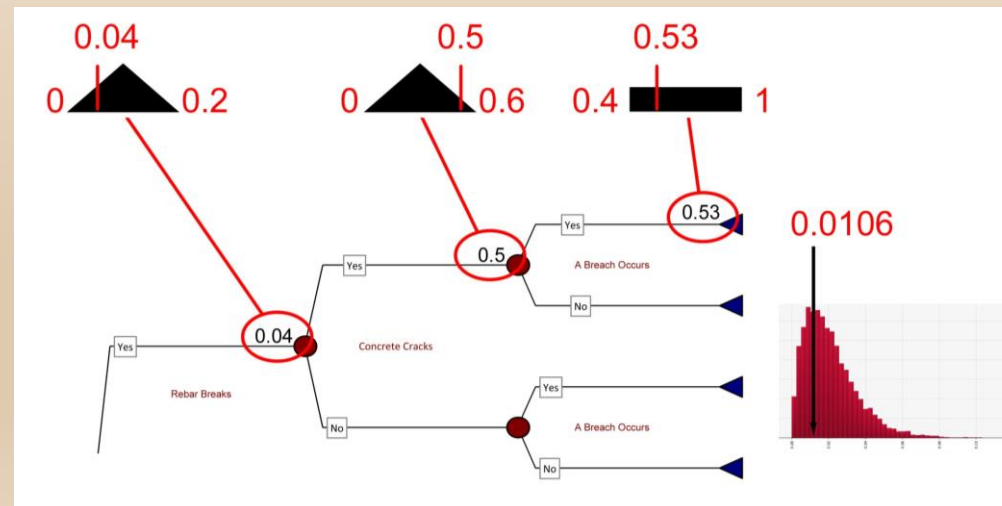 0.04
0.5
0.53
0
0.2
0
0.6
0.4
1
0.53
0.0106
Yes
0.5
A Breach Occurs
Yes
No
0.04
Yes
Concrete Cracks
Rebar Breaks
Yes
No
A Breach Occurs
No